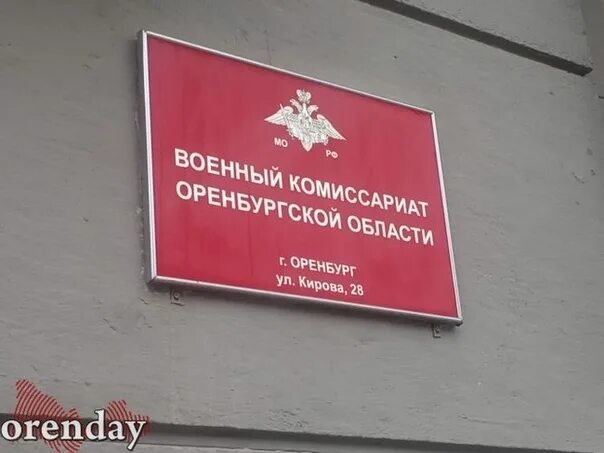 МО РФ
ВОЕННЫЙ КОМИССАРИАТ
ОРЕНБУРГСКОЙ ОБЛАСТИ
г. ОРЕНБУРГ
ул. Кирова, 28
orenday